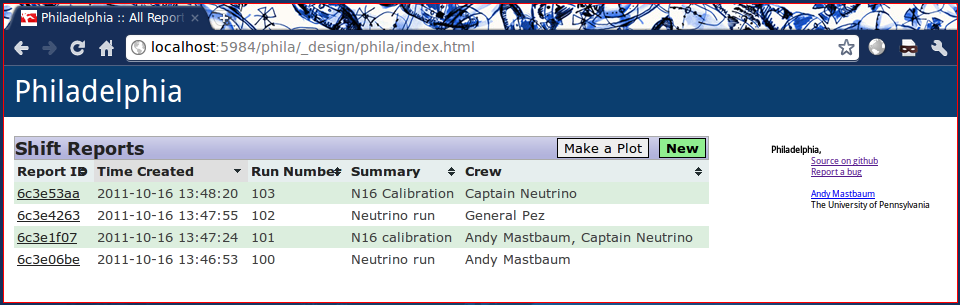 Philadelphia :: All Report
localhost:5984/phila/_design/phila/index.html
Philadelphia
Shift Reports Make a Plot New
Report ID Time Created Run Number Summary Crew
6c3e53aa 2011-10-16 13:48:20 103 N16 Calibration Captain Neutrino
6c3e4263 2011-10-16 13:47:55 102 Neutrino run General Pez
6c3e1f07 2011-10-16 13:47:24 101 N16 calibration Andy Mastbaum, Captain Neutrino
6c3e06be 2011-10-16 13:46:53 100 Neutrino run Andy Mastbaum
Philadelphia,
Source on github
Report a bug
Andy Mastbaum
The University of Pennsylvania